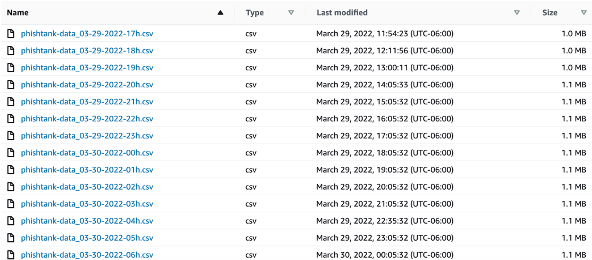 Name Type Last modified Size
phishtank-data_03-29-2022-17h.csv csv March 29, 2022, 11:54:23 (UTC-06:00) 1.0 MB
phishtank-data_03-29-2022-18h.csv csv March 29, 2022, 12:11:56 (UTC-06:00) 1.0 MB
phishtank-data_03-29-2022-19h.csv csv March 29, 2022, 13:00:11 (UTC-06:00) 1.0 MB
phishtank-data_03-29-2022-20h.csv csv March 29, 2022, 14:05:33 (UTC-06:00) 1.1 MB
phishtank-data_03-29-2022-21h.csv csv March 29, 2022, 15:05:32 (UTC-06:00) 1.1 MB
phishtank-data_03-29-2022-22h.csv csv March 29, 2022, 16:05:32 (UTC-06:00) 1.1 MB
phishtank-data_03-29-2022-23h.csv csv March 29, 2022, 17:05:32 (UTC-06:00) 1.1 MB
phishtank-data_03-30-2022-00h.csv csv March 29, 2022, 18:05:32 (UTC-06:00) 1.1 MB
phishtank-data_03-30-2022-01h.csv csv March 29, 2022, 19:05:32 (UTC-06:00) 1.1 MB
phishtank-data_03-30-2022-02h.csv csv March 29, 2022, 20:05:32 (UTC-06:00) 1.1 MB
phishtank-data_03-30-2022-03h.csv csv March 29, 2022, 21:05:32 (UTC-06:00) 1.1 MB
phishtank-data_03-30-2022-04h.csv csv March 29, 2022, 22:35:32 (UTC-06:00) 1.1 MB
phishtank-data_03-30-2022-05h.csv csv March 29, 2022, 23:05:32 (UTC-06:00) 1.1 MB
phishtank-data_03-30-2022-06h.csv csv March 30, 2022, 00:05:32 (UTC-06:00) 1.1 MB